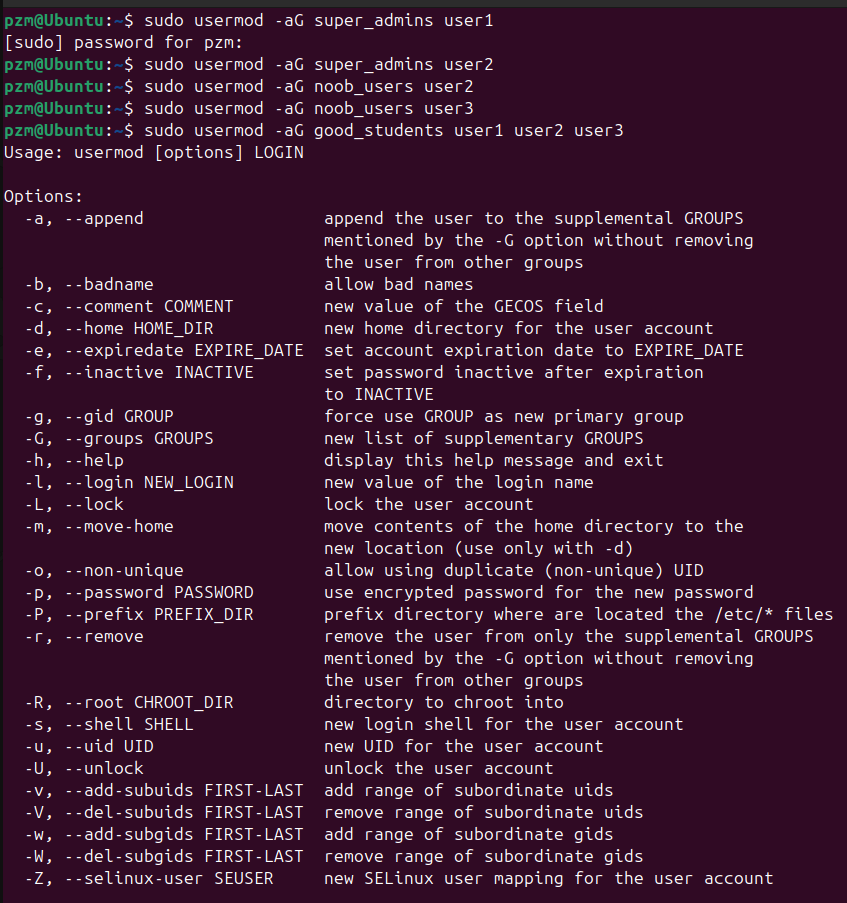 pzm@Ubuntu:~$ sudo usermod -aG super_admins user1
[sudo] password for pzm:
pzm@Ubuntu:~$ sudo usermod -aG super_admins user2
pzm@Ubuntu:~$ sudo usermod -aG noob_users user2
pzm@Ubuntu:~$ sudo usermod -aG noob_users user3
pzm@Ubuntu:~$ sudo usermod -aG good_students user1 user2 user3
Usage: usermod [options] LOGIN

Options:
  -a, --append                  append the user to the supplemental GROUPS
                                mentioned by the -G option without removing
                                the user from other groups
  -b, --badname                 allow bad names
  -c, --comment COMMENT         new value of the GECOS field
  -d, --home HOME_DIR           new home directory for the user account
  -e, --expiredate EXPIRE_DATE  set account expiration date to EXPIRE_DATE
  -f, --inactive INACTIVE       set password inactive after expiration
                                to INACTIVE
  -g, --gid GROUP               force use GROUP as new primary group
  -G, --groups GROUPS           new list of supplementary GROUPS
  -h, --help                    display this help message and exit
  -l, --login NEW_LOGIN         new value of the login name
  -L, --lock                    lock the user account
  -m, --move-home               move contents of the home directory to the
                                new location (use only with -d)
  -o, --non-unique              allow using duplicate (non-unique) UID
  -p, --password PASSWORD       use encrypted password for the new password
  -P, --prefix PREFIX_DIR       prefix directory where are located the /etc/* files
  -r, --remove                  remove the user from only the supplemental GROUPS
                                mentioned by the -G option without removing
                                the user from other groups
  -R, --root CHROOT_DIR         directory to chroot into
  -s, --shell SHELL             new login shell for the user account
  -u, --uid UID                 new UID for the user account
  -U, --unlock                  unlock the user account
  -v, --add-subuids FIRST-LAST  add range of subordinate uids
  -V, --del-subuids FIRST-LAST  remove range of subordinate uids
  -w, --add-subgids FIRST-LAST  add range of subordinate gids
  -W, --del-subgids FIRST-LAST  remove range of subordinate gids
  -Z, --selinux-user SEUSER     new SELinux user mapping for the user account